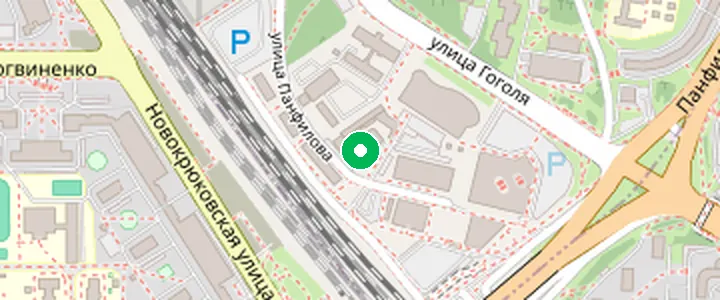 P
улица Панфилова
улица Гоголя
Панфи
огвиненко
Новокрюковская улица
P